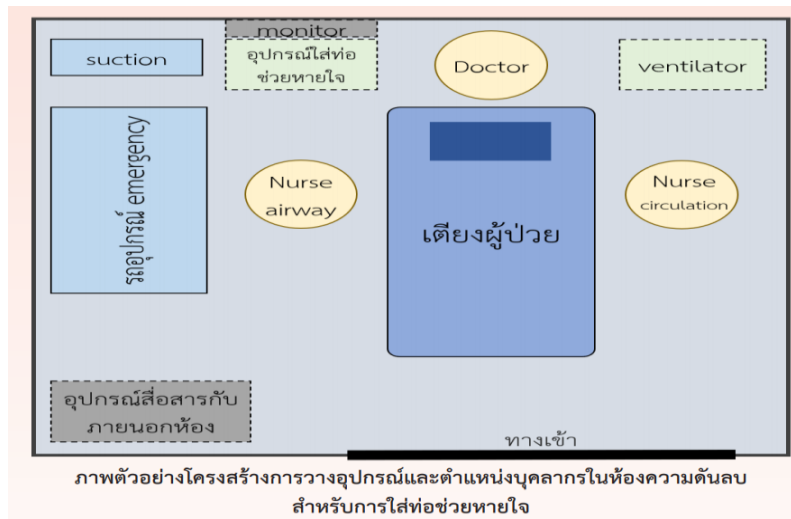 monitor
suction
อุปกรณ์ใส่ท่อ
ช่วยหายใจ
Doctor
ventilator
รถอุปกรณ์ emergency
Nurse
airway
Nurse
circulation
เตียงผู้ป่วย
อุปกรณ์สื่อสารกับ
ภายนอกห้อง
ทางเข้า
ภาพตัวอย่างโครงสร้างการวางอุปกรณ์และตำแหน่งบุคลากรในห้องความดันลบ
สำหรับการใส่ท่อช่วยหายใจ